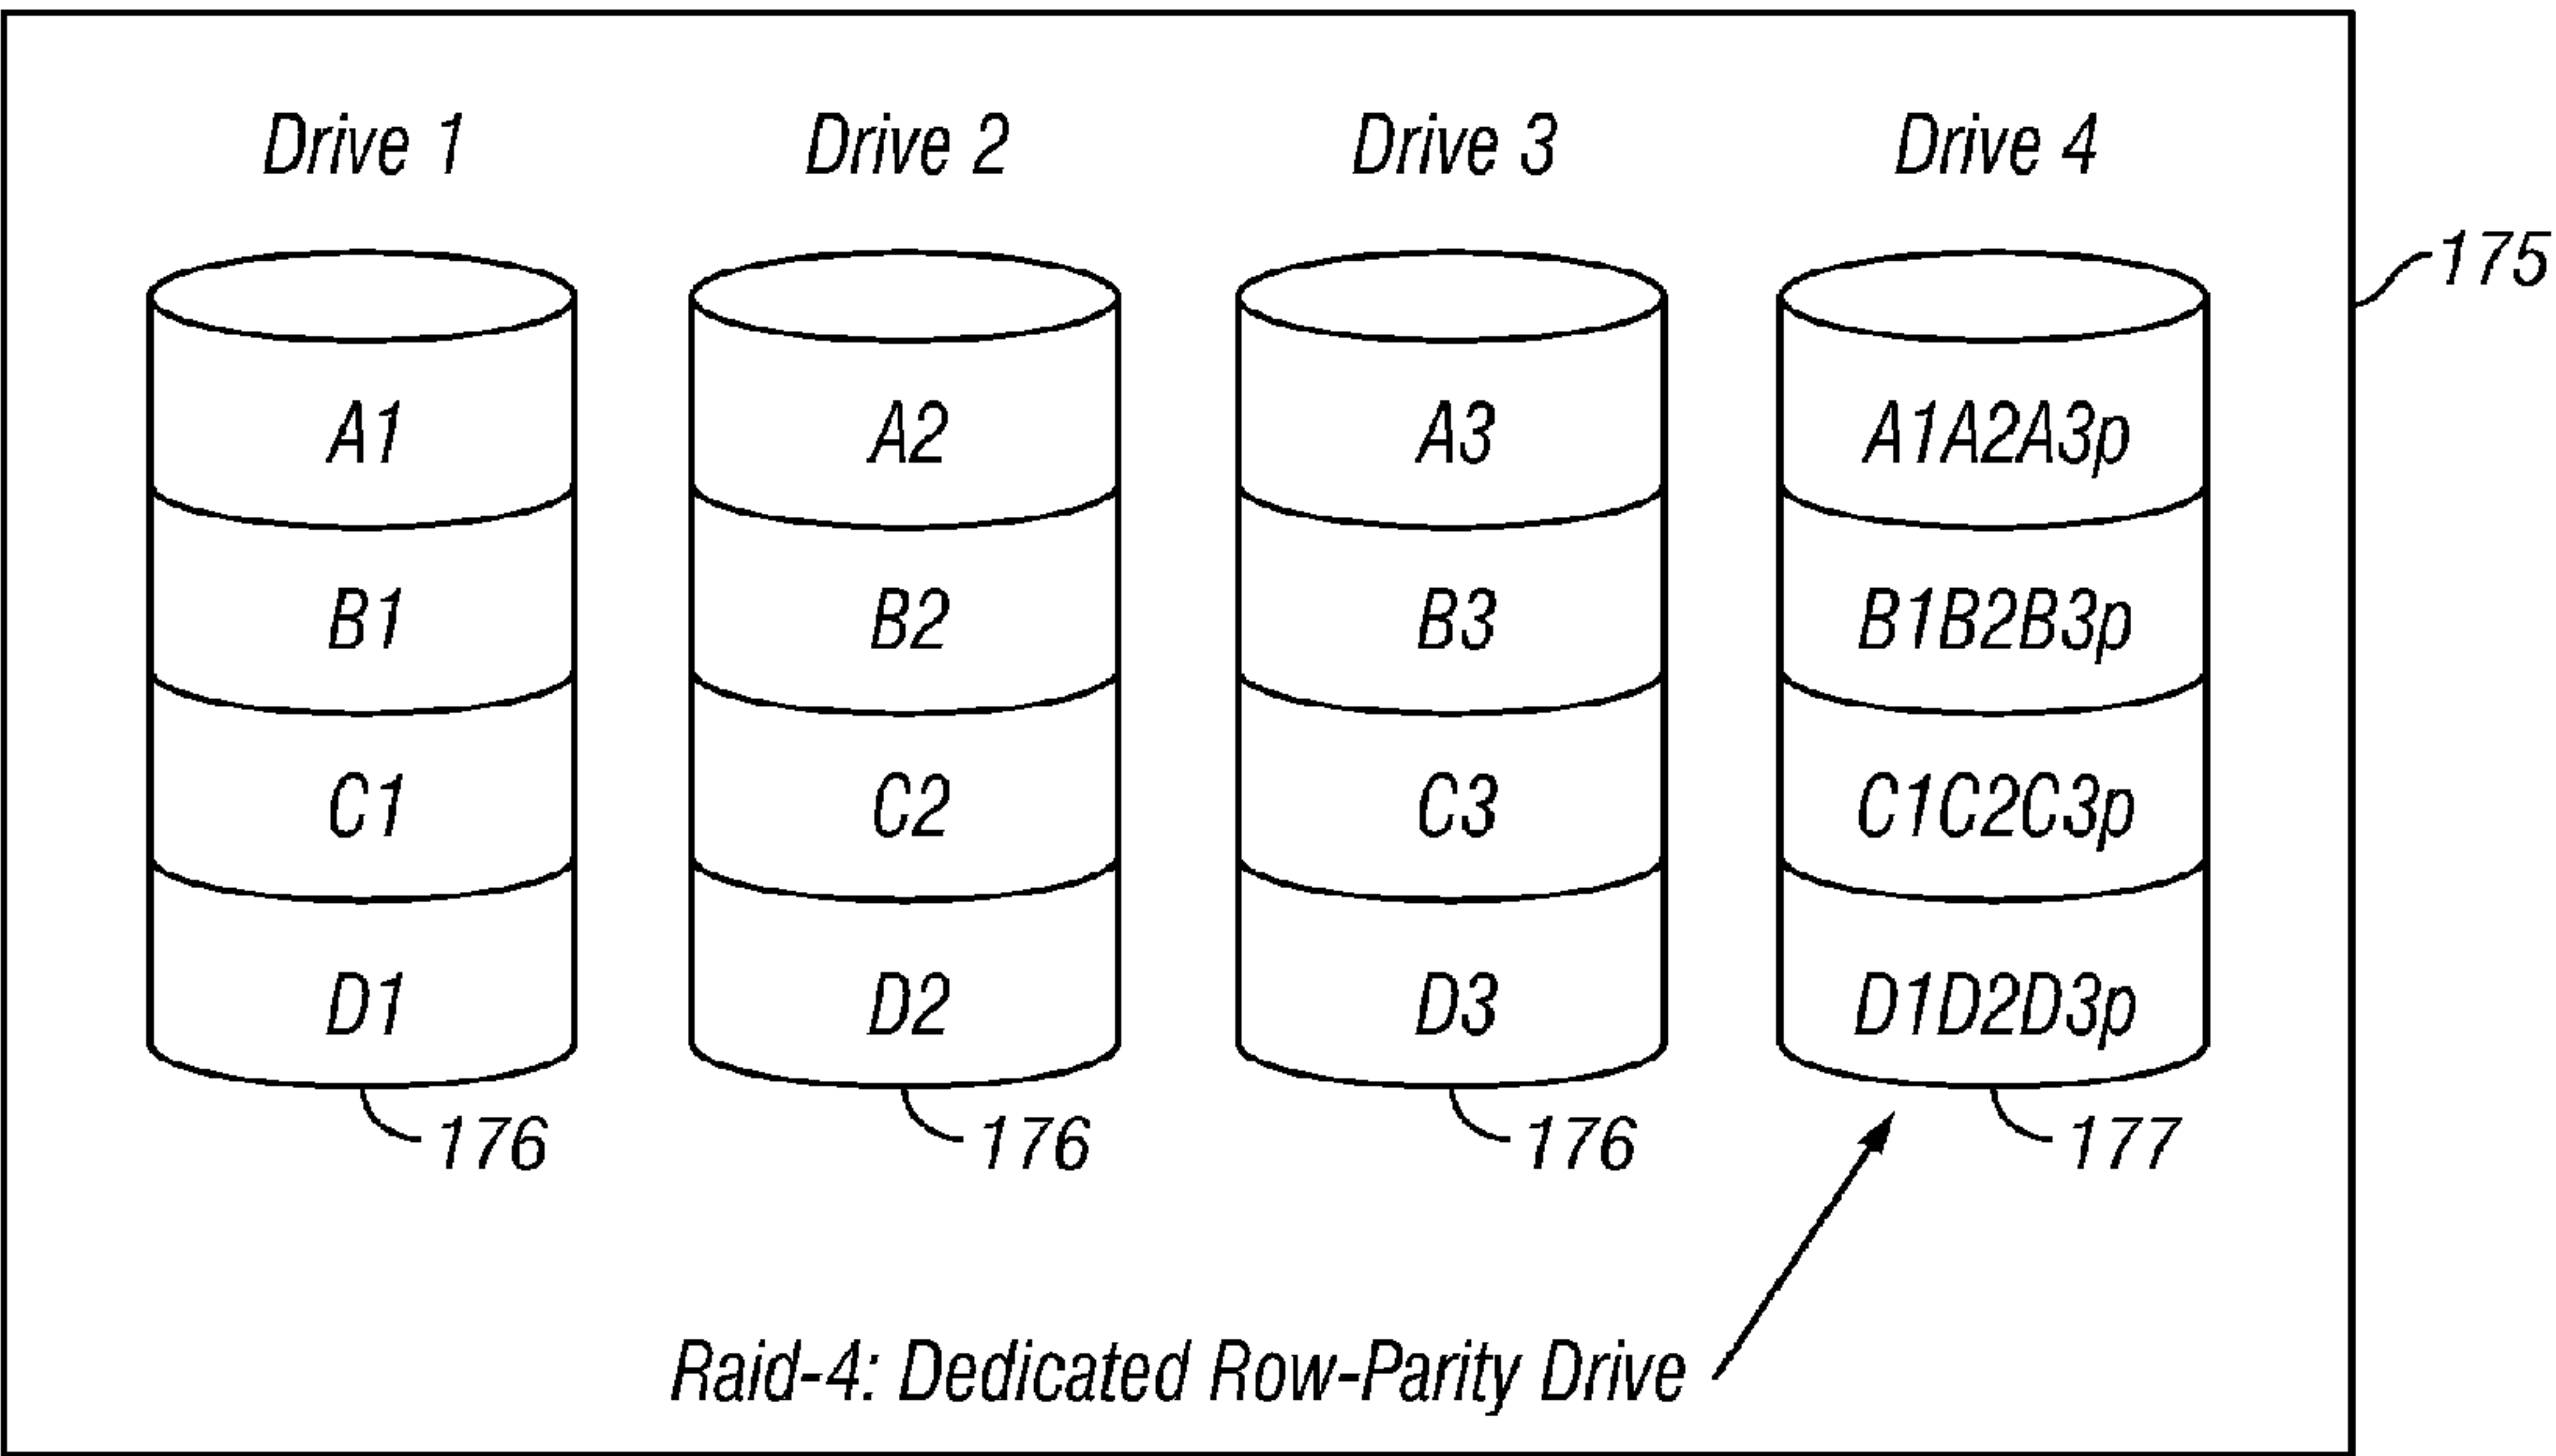 Drive 1 Drive 2 Drive 3 Drive 4
175
A1 A2 A3 A1A2A3p
B1 B2 B3 B1B2B3p
C1 C2 C3 C1C2C3p
D1 D2 D3 D1D2D3p
176 176 176 177
Raid-4: Dedicated Row-Parity Drive